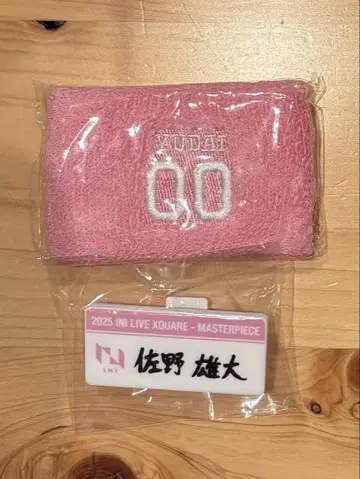 YUDAI
00
2025 INI LIVE XQUARE - MASTERPIECE
INI
佐野 雄大